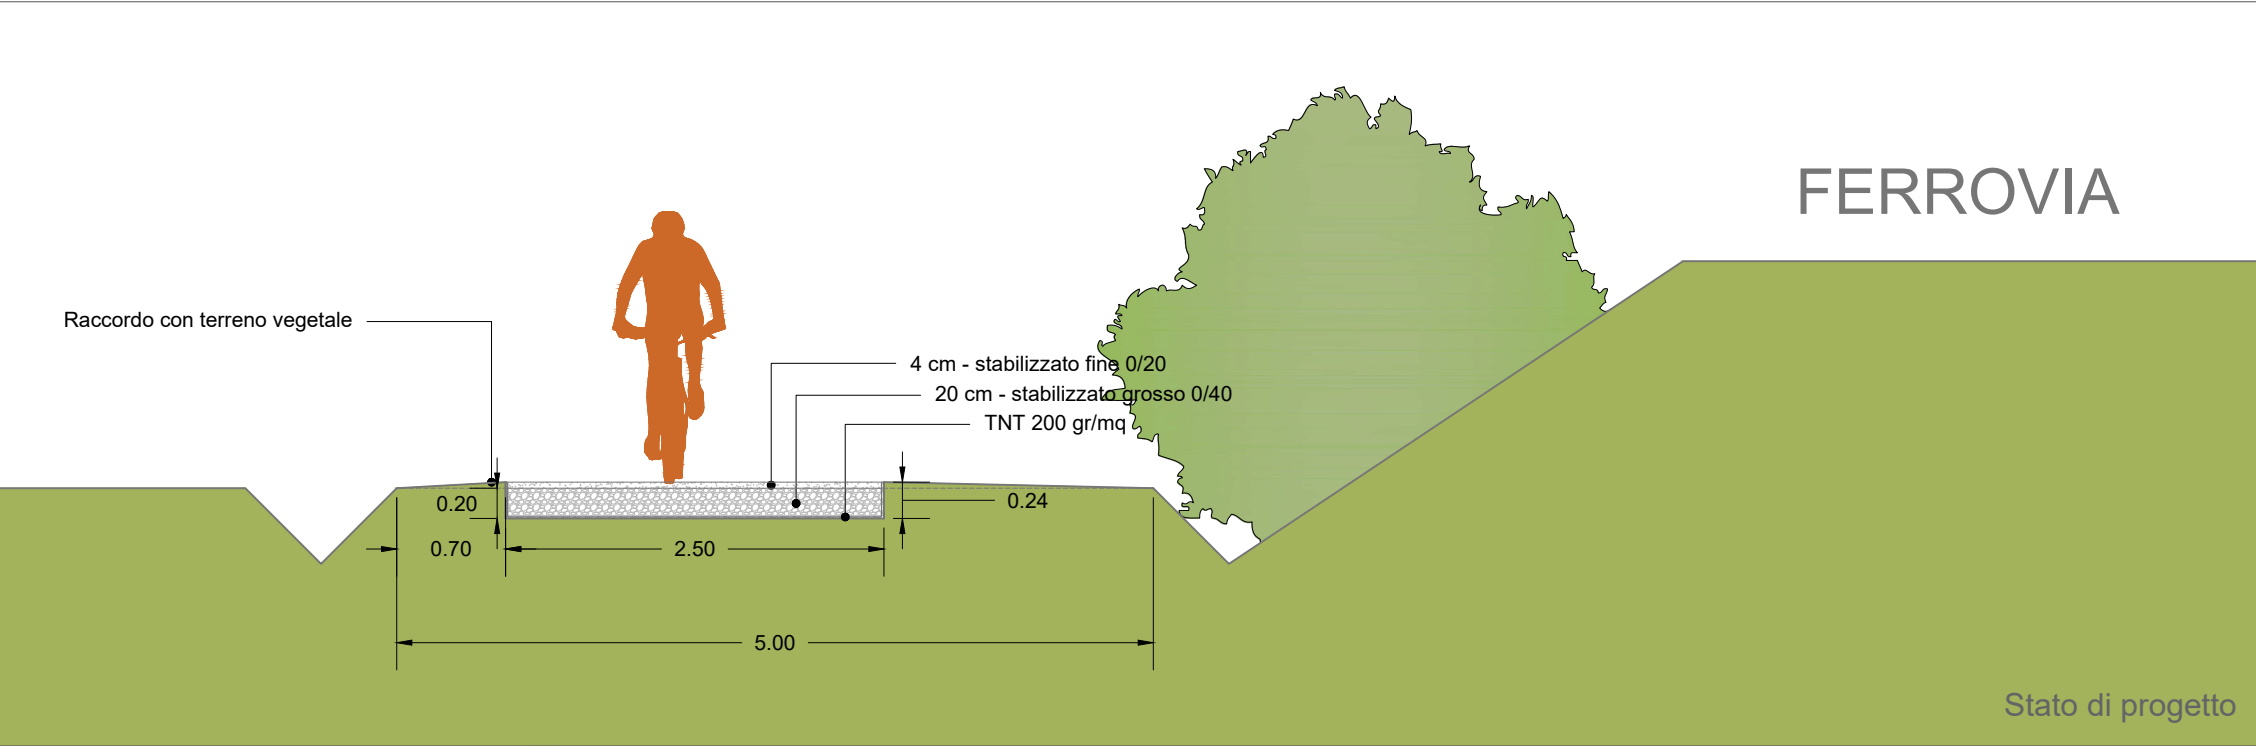 FERROVIA
Raccordo con terreno vegetale
4 cm - stabilizzato fine 0/20
20 cm - stabilizzato grosso 0/40
TNT 200 gr/mq
0.20
0.24
0.70
2.50
5.00
Stato di progetto